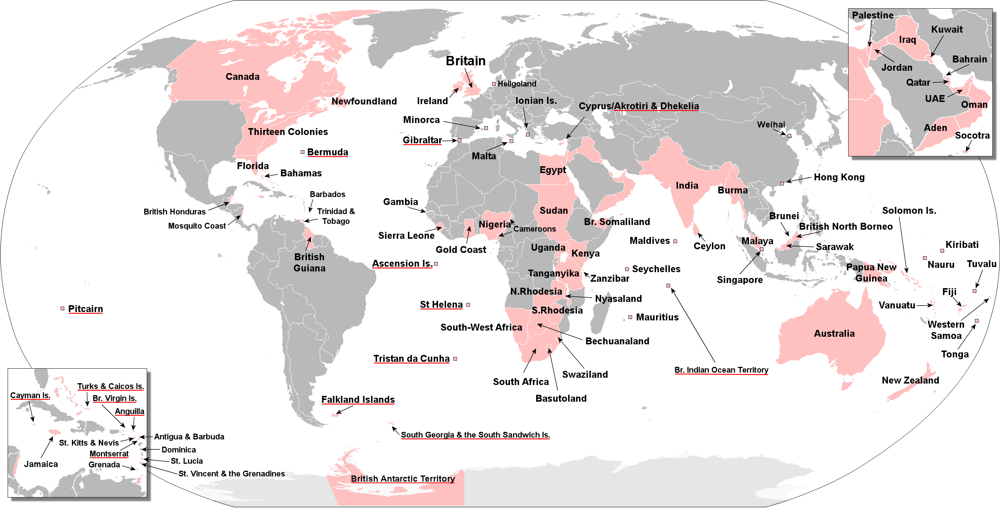 Palestine
Kuwait
Iraq
Bahrain
Jordan
Qatar
UAE
Oman
Aden
Socotra
Britain
Canada
Heligoland
Newfoundland
Ireland
Ionian Is.
Cyprus/Akrotiri & Dhekelia
Minorca
Weihai
Thirteen Colonies
Gibraltar
Bermuda
Malta
Florida
Egypt
Bahamas
Hong Kong
India
Burma
Barbados
Gambia
British Honduras
Trinidad &
Tobago
Sudan
Solomon Is.
Mosquito Coast
Nigeria
Br. Somaliland
Brunei
British North Borneo
Cameroons
Sierra Leone
Maldives
Malaya
Ceylon
Gold Coast
Uganda
Kenya
Sarawak
Kiribati
British
Guiana
Ascension Is.
Nauru
Tuvalu
Seychelles
Papua New
Guinea
Tanganyika
Zanzibar
Singapore
N.Rhodesia
Fiji
Nyasaland
Pitcairn
St Helena
Vanuatu
S.Rhodesia
Mauritius
South-West Africa
Western
Samoa
Australia
Bechuanaland
Tonga
Tristan da Cunha
Br. Indian Ocean Territory
Swaziland
South Africa
New Zealand
Basutoland
Falkland Islands
South Georgia & the South Sandwich Is.
British Antarctic Territory
Turks & Caicos Is.
Cayman Is.
Br. Virgin Is.
Anguilla
Antigua & Barbuda
St. Kitts & Nevis
Dominica
Montserrat
St. Lucia
Jamaica
Grenada
St. Vincent & the Grenadines